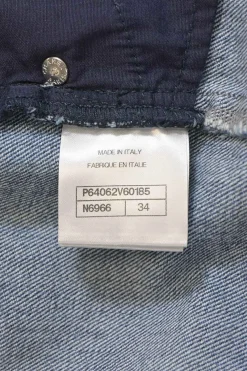 MADE IN ITALY
FABRIQUE EN ITALIE
P64062V60185
N6966 34